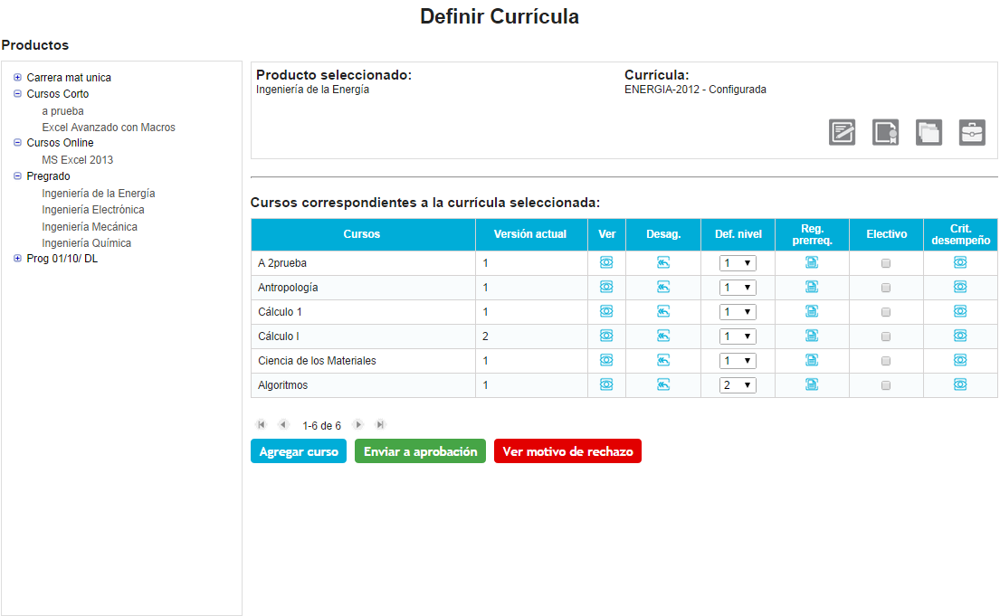 Definir Currícula
Productos
Carrera mat unica
Cursos Corto
a prueba
Excel Avanzado con Macros
Cursos Online
MS Excel 2013
Pregrado
Ingeniería de la Energía
Ingeniería Electrónica
Ingeniería Mecánica
Ingeniería Química
Prog 01/10/ DL
Producto seleccionado: Currícula:
Ingeniería de la Energía ENERGIA-2012 - Configurada
Cursos correspondientes a la currícula seleccionada:
Cursos Versión actual Ver Desag. Def. nivel Reg. prerreq. Electivo Crit. desempeño
A 2prueba 1 1
Antropología 1 1
Cálculo 1 1 1
Cálculo I 2 1
Ciencia de los Materiales 1 1
Algoritmos 1 2
1-6 de 6
Agregar curso Enviar a aprobación Ver motivo de rechazo